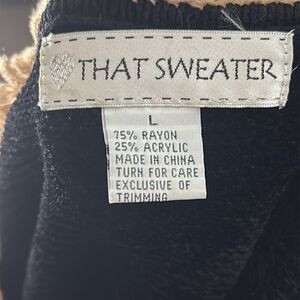 THAT SWEATER
L
75% RAYON
25% ACRYLIC
MADE IN CHINA
TURN FOR CARE
EXCLUSIVE OF
TRIMMING